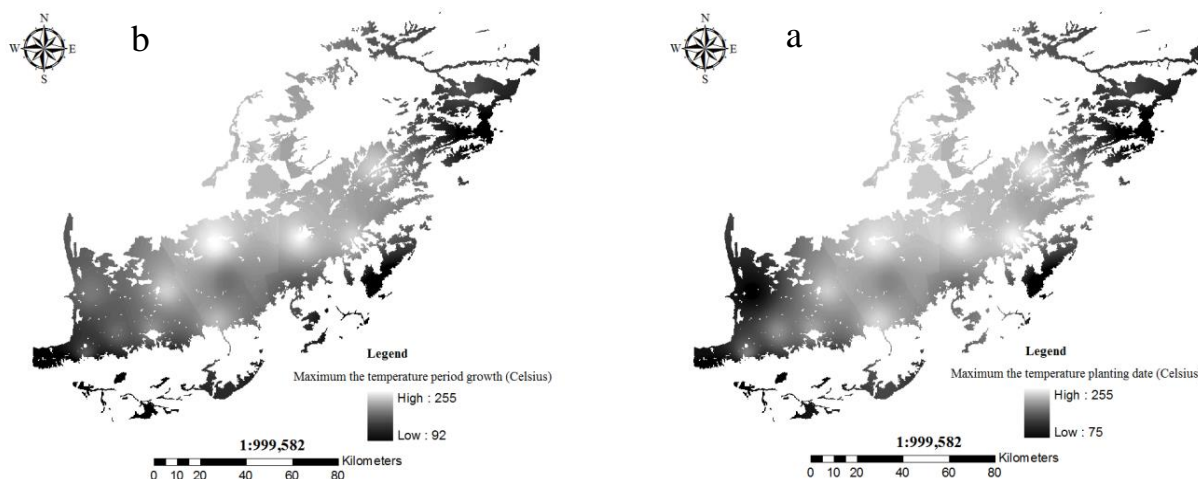 b
N
W E
S
Legend
Maximum the temperature period growth (Celsius)
High : 255
Low : 92
1:999,582
Kilometers
0 10 20 40 60 80
a
N
W E
S
Legend
Maximum the temperature planting date (Celsius
High : 255
Low : 75
1:999,582
Kilometers
0 10 20 40 60 80